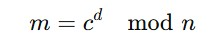 m = c^d mod n